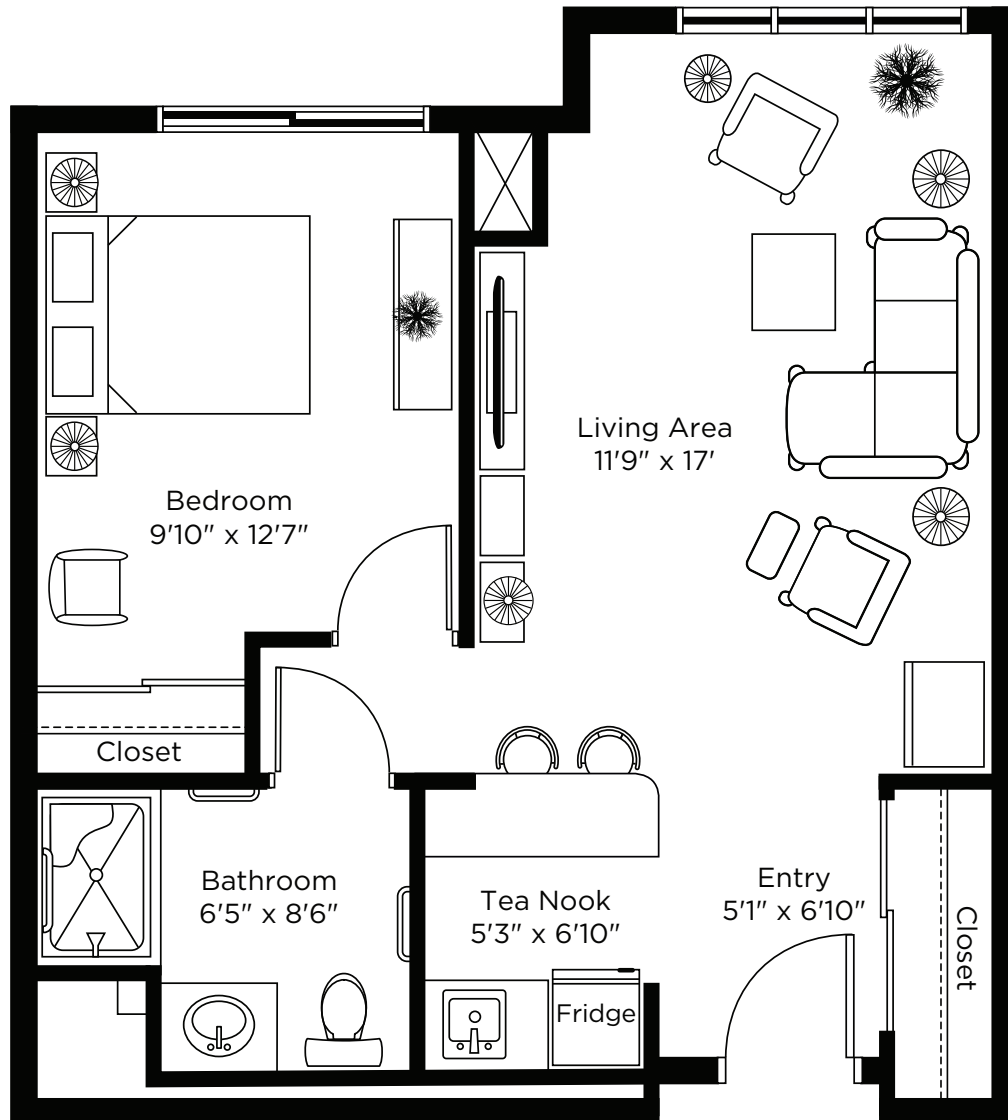 Living Area
11'9" x 17'
Bedroom
9'10" x 12'7"
Closet
Bathroom
6'5" x 8'6"
Tea Nook
5'3" x 6'10"
Entry
5'1" x 6'10"
Closet
Fridge